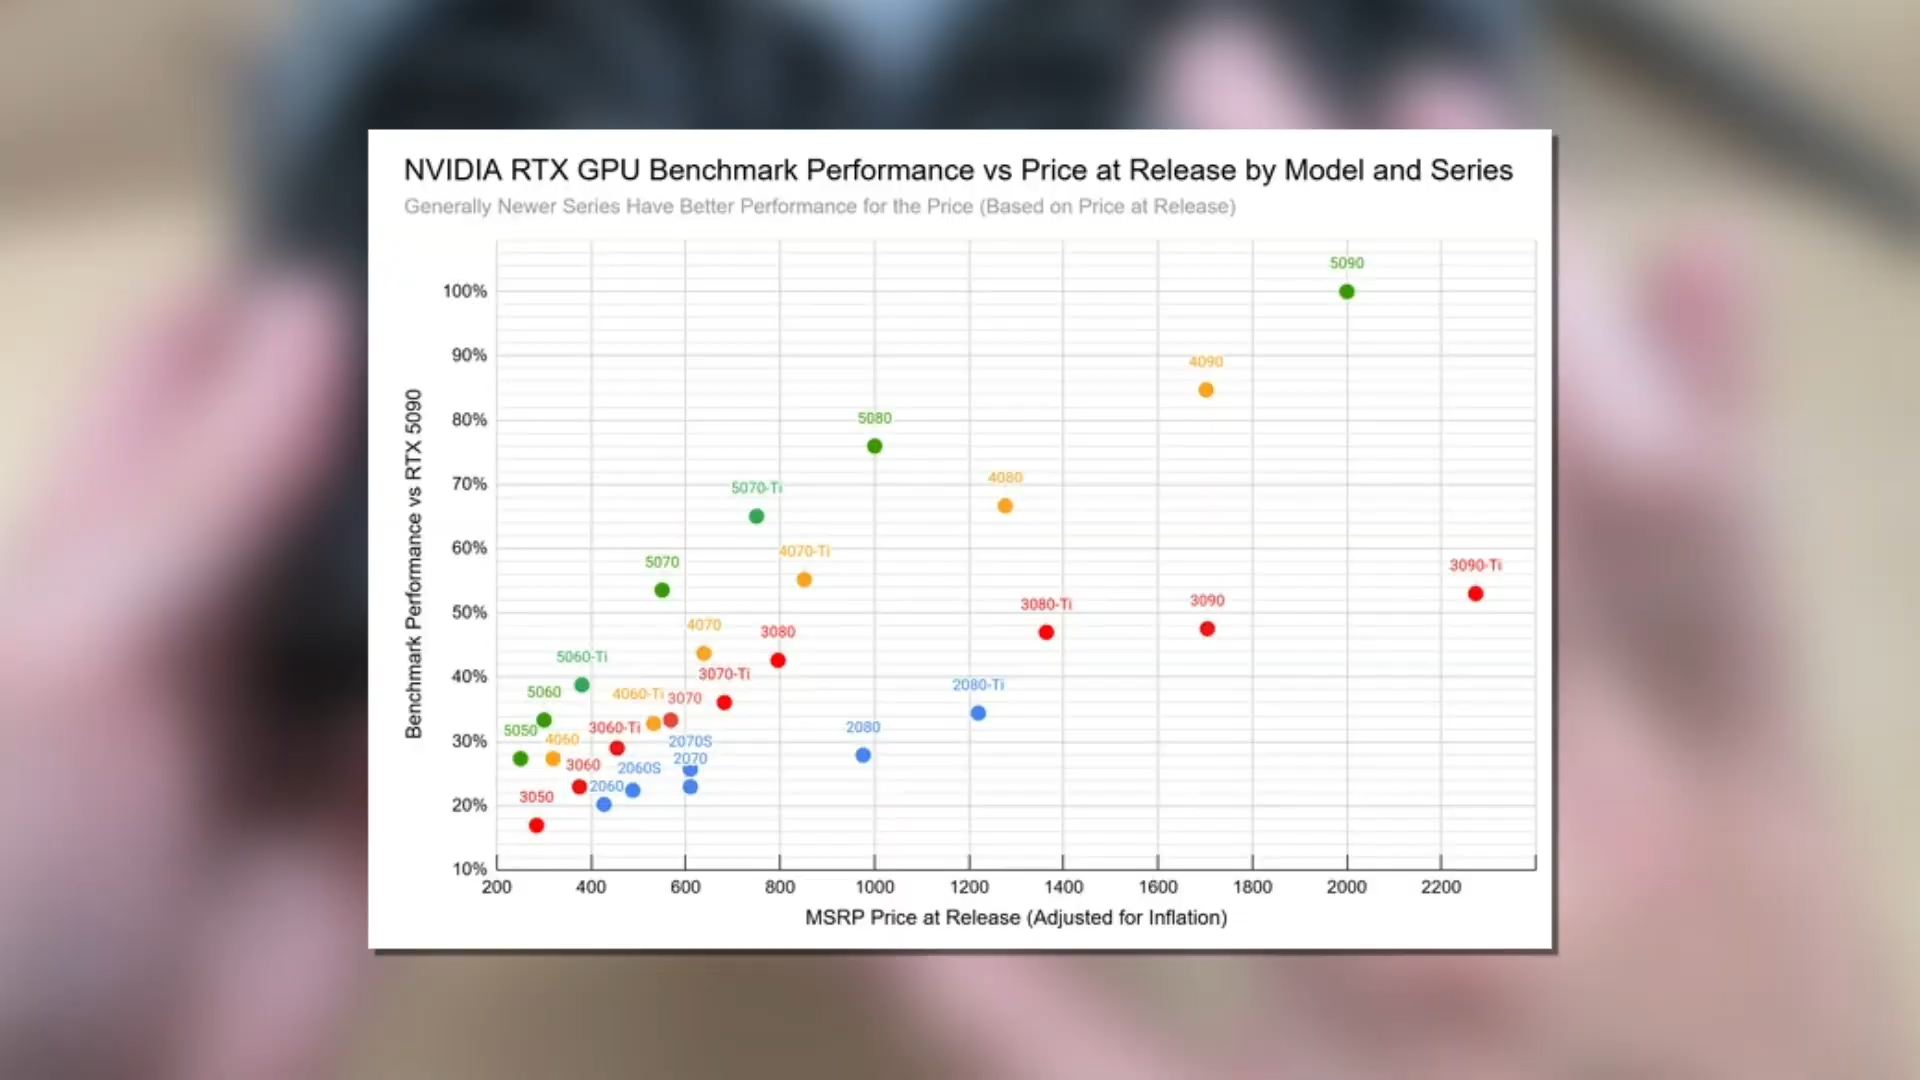 NVIDIA RTX GPU Benchmark Performance vs Price at Release by Model and Series
Generally Newer Series Have Better Performance for the Price (Based on Price at Release)
Benchmark Performance vs RTX 5090
100%
90%
80%
70%
60%
50%
40%
30%
20%
10%
5090
4090
5080
4080
5070-Ti
4070-Ti
5070
3090-Ti
3090
3080-Ti
4070
3080
5060-Ti
3070-Ti
2080-Ti
5060
4060-Ti
3070
5050
3060-Ti
2080
4060
2070S
2070
3060
2060S
2060
3050
200
400
600
800
1000
1200
1400
1600
1800
2000
2200
MSRP Price at Release (Adjusted for Inflation)